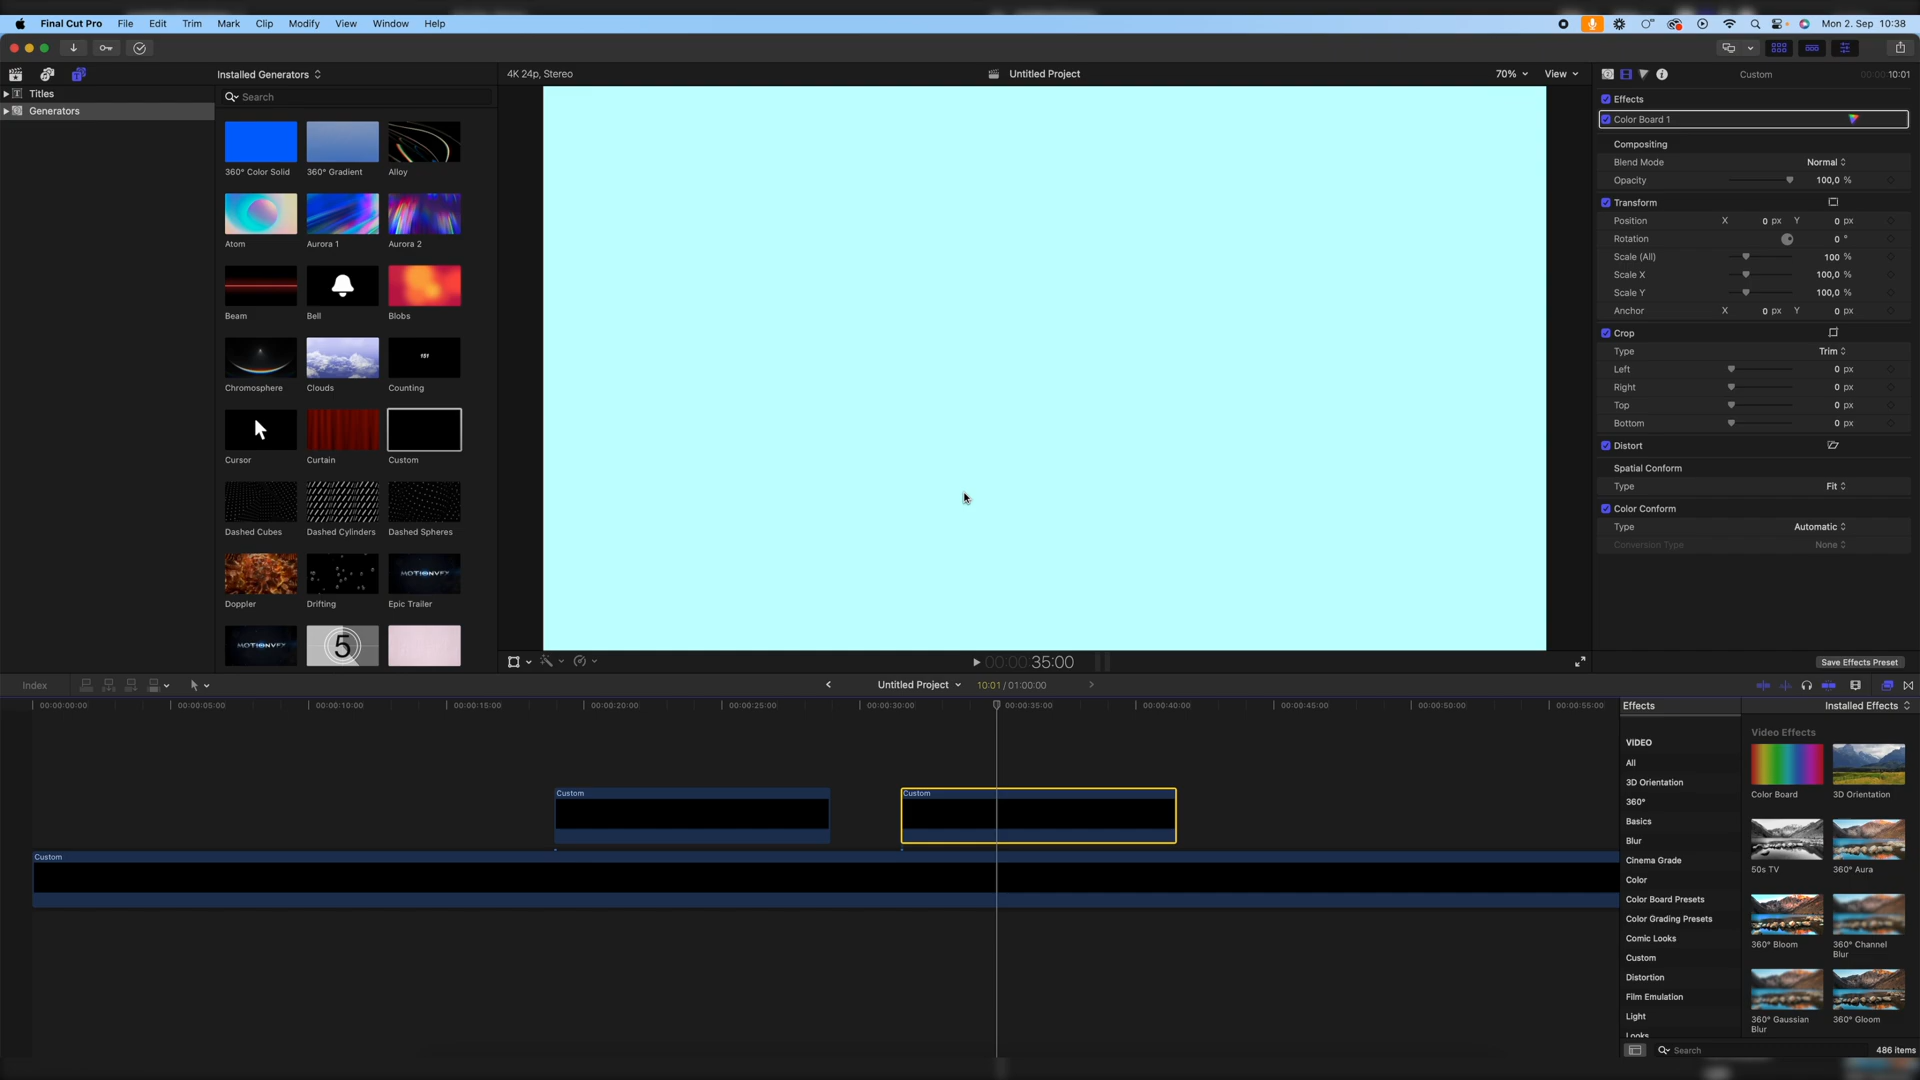 Final Cut Pro File Edit Trim Mark Clip Modify View Window Help Mon 2. Sep 10:38
Installed Generators 4K 24p, Stereo Untitled Project 70% View Custom 00:00:10:01
Titles
Generators
Search
360° Color Solid 360° Gradient Alloy
Atom Aurora 1 Aurora 2
Beam Bell Blobs
Chromosphere Clouds Counting
Cursor Curtain Custom
Dashed Cubes Dashed Cylinders Dashed Spheres
MOTIONVFX
Doppler Drifting Epic Trailer
MOTIONVFX 5
Effects
Color Board 1
Compositing
Blend Mode Normal
Opacity 100,0 %
Transform
Position X 0 px Y 0 px
Rotation 0 °
Scale (All) 100 %
Scale X 100,0 %
Scale Y 100,0 %
Anchor X 0 px Y 0 px
Crop
Type Trim
Left 0 px
Right 0 px
Top 0 px
Bottom 0 px
Distort
Spatial Conform
Type Fit
Color Conform
Type Automatic
Conversion Type None
00:00:35:00
Save Effects Preset
Index Untitled Project 10:01 / 01:00:00
00:00:00:00 00:00:05:00 00:00:10:00 00:00:15:00 00:00:20:00 00:00:25:00 00:00:30:00 00:00:35:00 00:00:40:00 00:00:45:00 00:00:50:00 00:00:55:00
Custom Custom
Custom
Effects Installed Effects
VIDEO
All
3D Orientation
360°
Basics
Blur
Cinema Grade
Color
Color Board Presets
Color Grading Presets
Comic Looks
Custom
Distortion
Film Emulation
Light
Looks
Video Effects
Color Board 3D Orientation
50s TV 360° Aura
360° Bloom 360° Channel
Blur
360° Gaussian 360° Gloom
Blur
Search 486 items